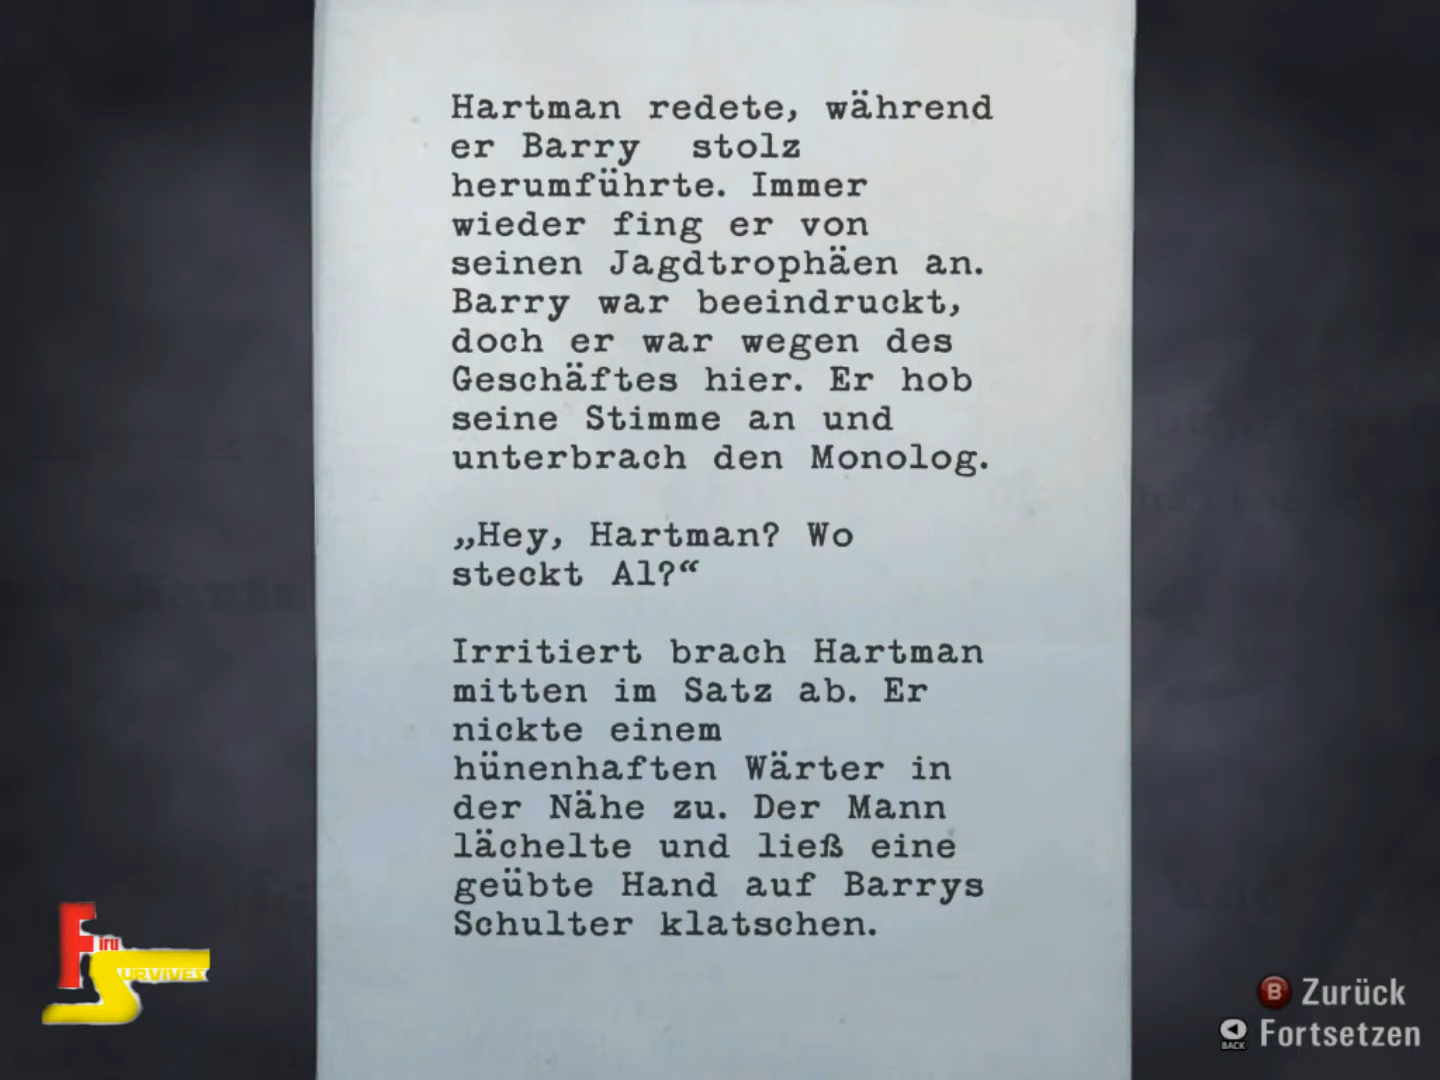 Hartman redete, während
er Barry  stolz
herumführte. Immer
wieder fing er von
seinen Jagdtrophäen an.
Barry war beeindruckt,
doch er war wegen des
Geschäftes hier. Er hob
seine Stimme an und
unterbrach den Monolog.
„Hey, Hartman? Wo
steckt Al?“
Irritiert brach Hartman
mitten im Satz ab. Er
nickte einem
hünenhaften Wärter in
der Nähe zu. Der Mann
lächelte und ließ eine
geübte Hand auf Barrys
Schulter klatschen.
Firu
Survives
B Zurück
BACK Fortsetzen